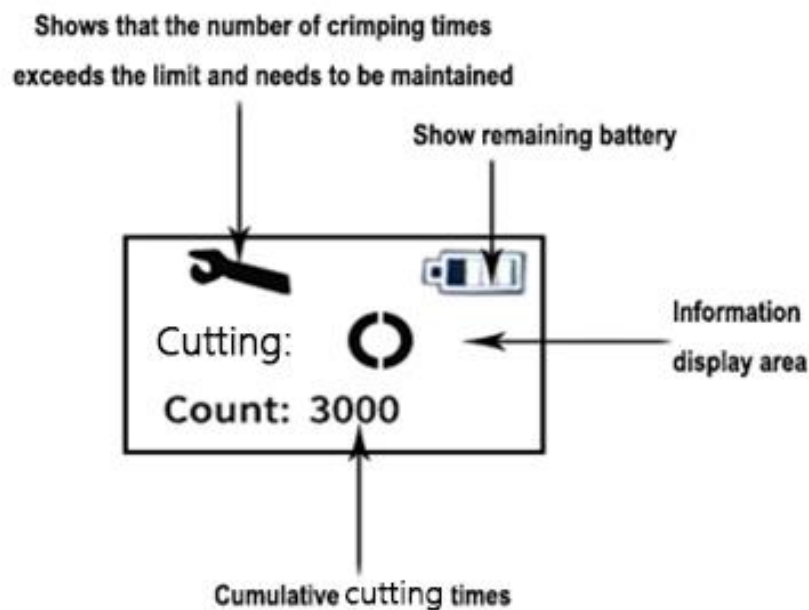 Shows that the number of crimping times
exceeds the limit and needs to be maintained
Show remaining battery
Information
display area
Cutting:
Count: 3000
Cumulative cutting times